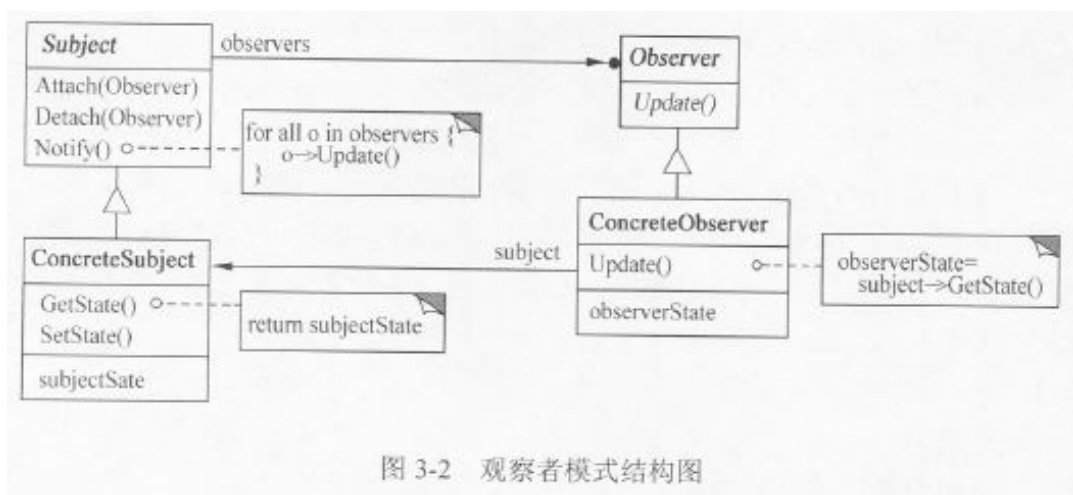 Subject
Attach(Observer)
Detach(Observer)
Notify()
observers
for all o in observers {
o->Update()
}
Observer
Update()
ConcreteSubject
GetState()
SetState()
subjectSate
return subjectState
subject
ConcreteObserver
Update()
observerState
observerState=
subject->GetState()
图 3-2 观察者模式结构图